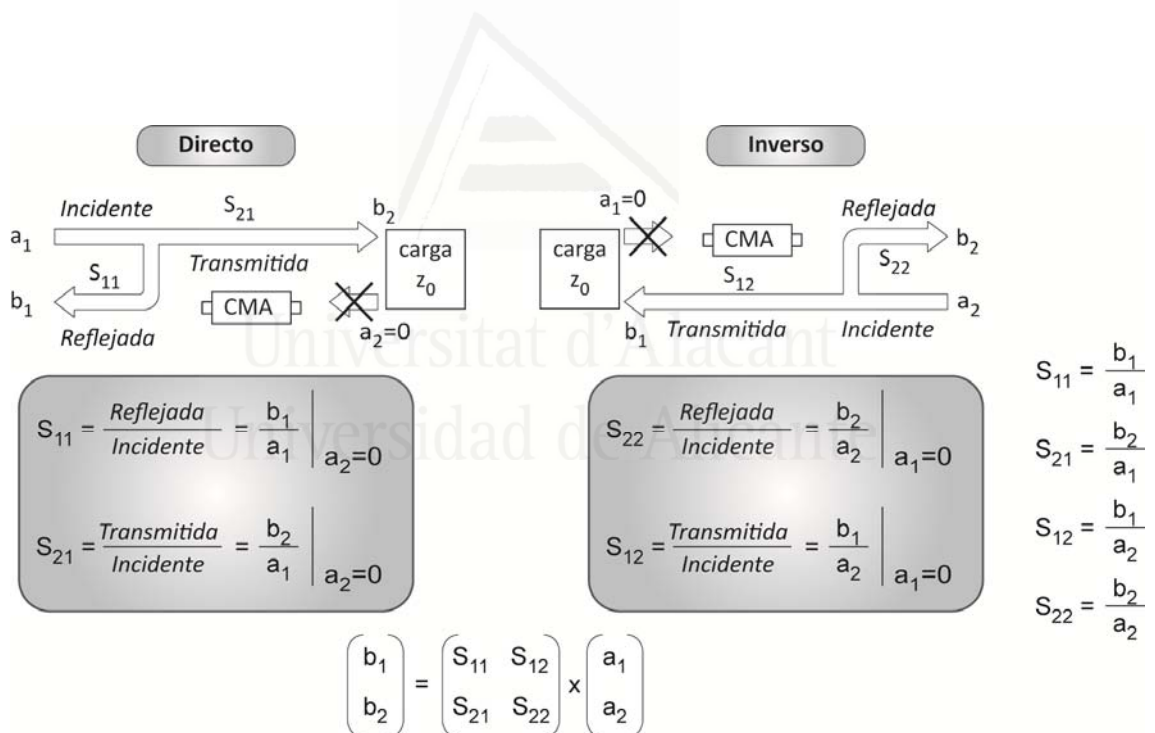 Directo
Incidente
S21
b2
a1
carga
z0
S11
Transmitida
b1
CMA
Reflejada
a2=0
Inverso
a1=0
Reflejada
CMA
b2
carga
z0
S12
S22
b1
Transmitida
Incidente
a2
Universitat d'Alacant
Universidad de Alicante
S11 = Reflejada / Incidente = b1 / a1 | a2=0
S21 = Transmitida / Incidente = b2 / a1 | a2=0
S22 = Reflejada / Incidente = b2 / a2 | a1=0
S12 = Transmitida / Incidente = b1 / a2 | a1=0
S11 = b1 / a1
S21 = b2 / a1
S12 = b1 / a2
S22 = b2 / a2
b1 = S11 S12 x a1
b2 S21 S22 a2